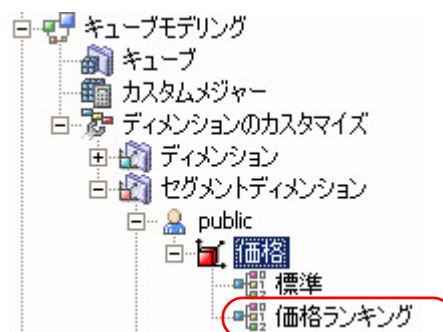 キューブモデリング
キューブ
カスタムメジャー
ディメンションのカスタマイズ
ディメンション
セグメントディメンション
public
価格
標準
価格ランキング